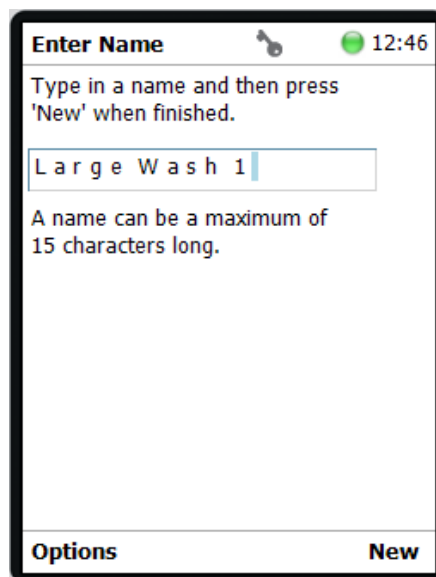 Enter Name 12:46
Type in a name and then press
'New' when finished.
Large Wash 1
A name can be a maximum of
15 characters long.
Options New